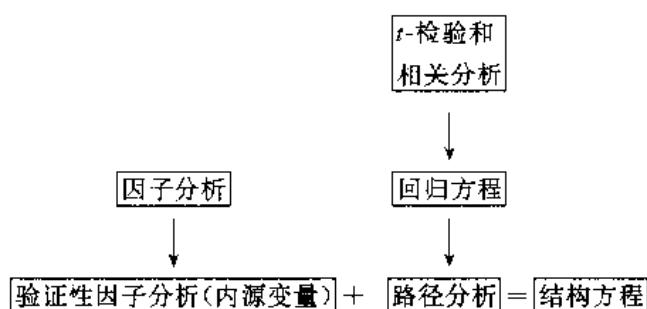 t-检验和
相关分析
因子分析
回归方程
验证性因子分析(内源变量) + 路径分析 = 结构方程